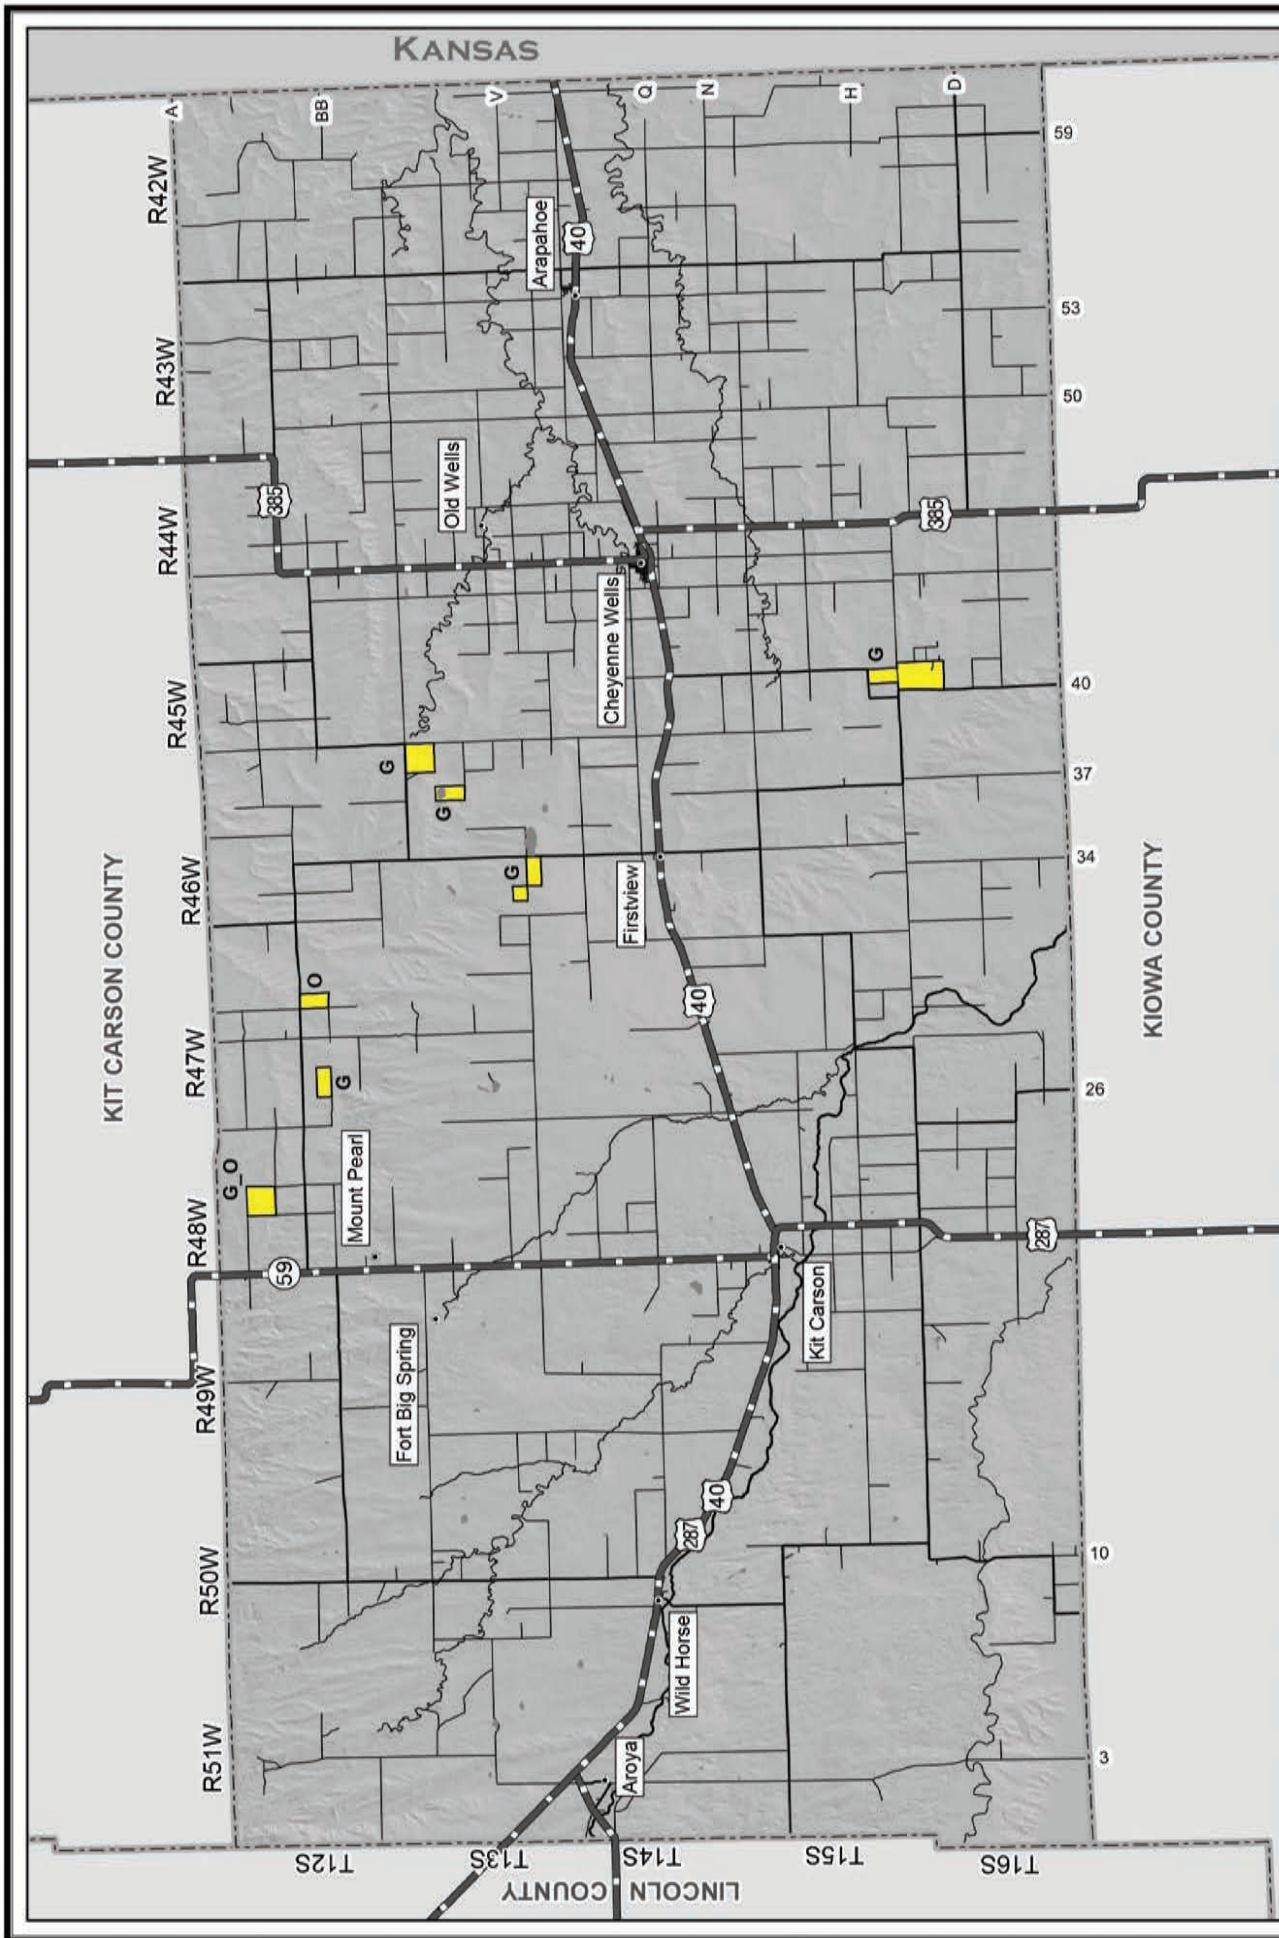 KIT CARSON COUNTY
R51W
R50W
R49W
R48W
R47W
R46W
R45W
R44W
R43W
R42W
A
G_O
59
385
O
BB
T12S
G
Mount Pearl
G
Fort Big Spring
G
Old Wells
KANSAS
T13S
V
G
LINCOLN COUNTY
Arapahoe
40
Cheyenne Wells
Aroya
Firstview
Q
T14S
Wild Horse
287
40
40
N
Kit Carson
T15S
H
G
385
D
T16S
287
3
10
26
34
37
40
50
53
59
KIOWA COUNTY